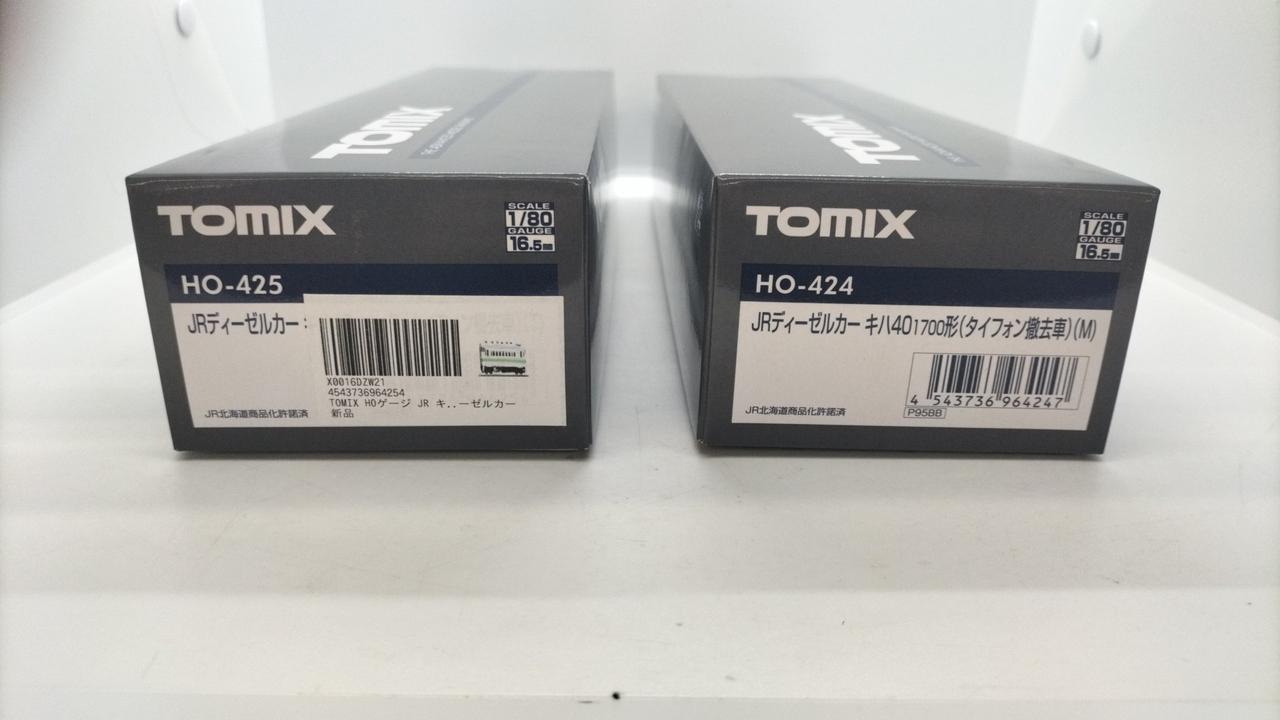 TOMIX
TOMIX
SCALE
1/80
GAUGE
16.5mm
HO-425
JRディーゼルカー
X0016DZW21
4543736964254
TOMIX HOゲージ JR キ..ーゼルカー
新品
JR北海道商品化許諾済
TOMIX
TOMIX
SCALE
1/80
GAUGE
16.5mm
HO-424
JRディーゼルカー キハ40 1700形(タイフォン撤去車)(M)
4 543736 964247
P95BB
JR北海道商品化許諾済